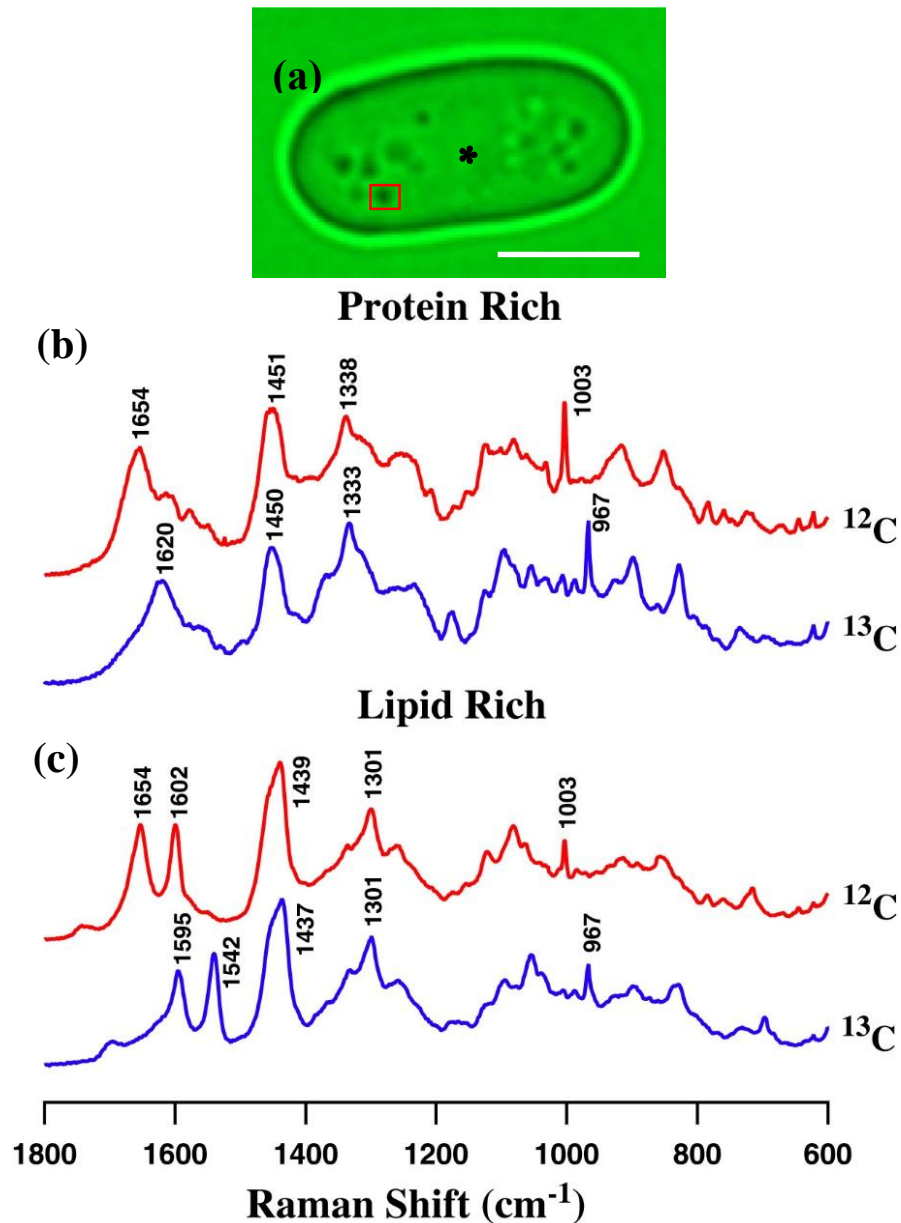 (a)
*
Protein Rich
(b)
1654
1451
1338
1003
¹²C
1620
1450
1333
967
¹³C
Lipid Rich
(c)
1654
1602
1439
1301
1003
¹²C
1595
1542
1437
1301
967
¹³C
1800 1600 1400 1200 1000 800 600
Raman Shift (cm⁻¹)